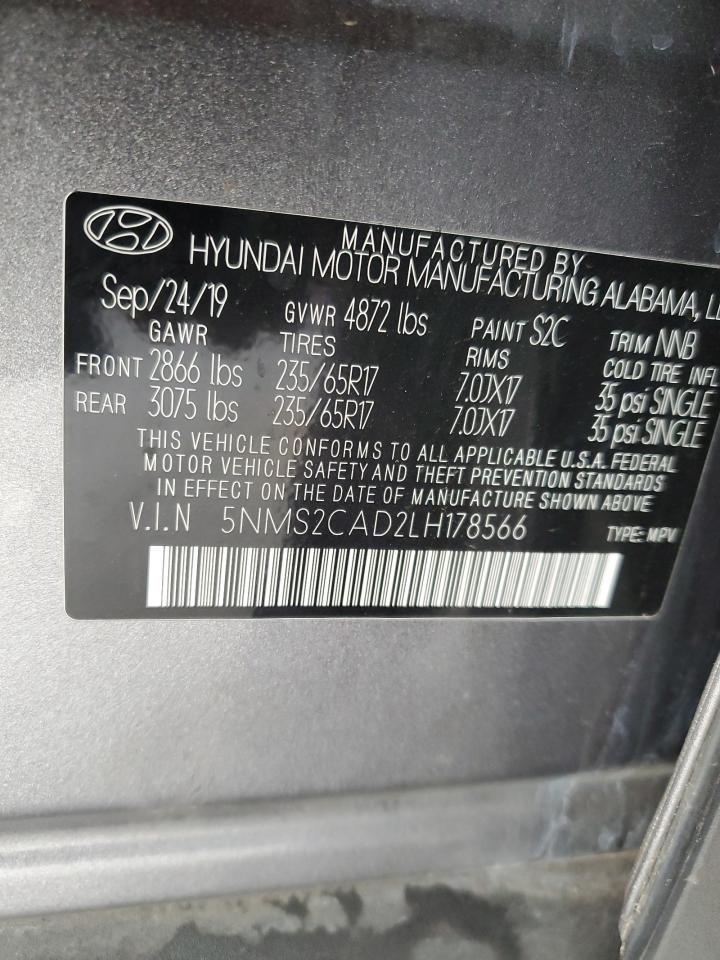 MANUFACTURED BY
HYUNDAI MOTOR MANUFACTURING ALABAMA,
Sep/24/19 GVWR 4872 lbs PAINT S2C TRIM NNB
GAWR TIRES RIMS COLD TIRE INFL
FRONT 2866 lbs 235/65R17 7.0JX17 35 psi SINGLE
REAR 3075 lbs 235/65R17 7.0JX17 35 psi SINGLE
THIS VEHICLE CONFORMS TO ALL APPLICABLE U.S.A. FEDERAL
MOTOR VEHICLE SAFETY AND THEFT PREVENTION STANDARDS
IN EFFECT ON THE DATE OF MANUFACTURE SHOWN ABOVE
V.I.N 5NMS2CAD2LH178566 TYPE: MPV